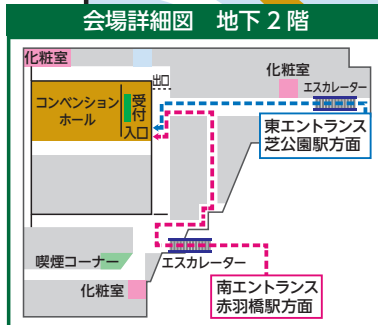 会場詳細図 地下2階
化粧室
出口
化粧室
エスカレーター
コンベンション
ホール
受付
入口
東エントランス
芝公園駅方面
喫煙コーナー
エスカレーター
化粧室
南エントランス
赤羽橋駅方面